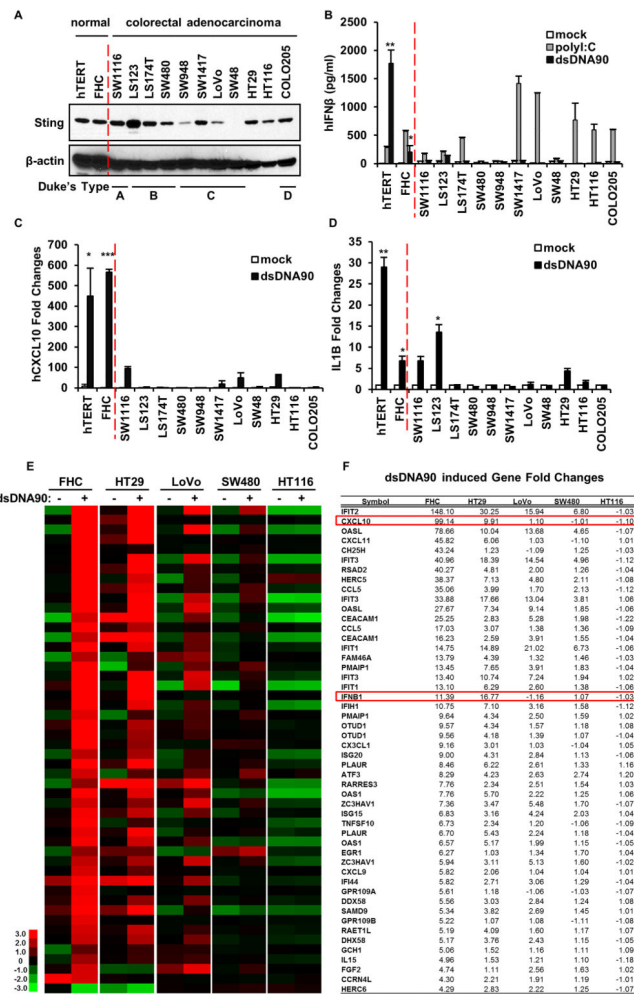 A
normal colorectal adenocarcinoma
hTERT FHC SW1116 LS123 LS174T SW480 SW948 SW1417 LoVo SW48 HT29 HT116 COLO205
Sting
β-actin
Duke's Type A B C D
B
hIFNβ (pg/ml)
2500
2000
1500
1000
500
0
mock
polyI:C
dsDNA90
**
*
hTERT FHC SW1116 LS123 LS174T SW480 SW948 SW1417 LoVo SW48 HT29 HT116 COLO205
C
hCXCL10 Fold Changes
700
600
500
400
300
200
100
0
mock
dsDNA90
* ***
hTERT FHC SW1116 LS123 LS174T SW480 SW948 SW1417 LoVo SW48 HT29 HT116 COLO205
D
IL1B Fold Changes
35
30
25
20
15
10
5
0
mock
dsDNA90
**
*
*
hTERT FHC SW1116 LS123 LS174T SW480 SW948 SW1417 LoVo SW48 HT29 HT116 COLO205
E
FHC HT29 LoVo SW480 HT116
dsDNA90: - + - + - + - + - +
3.0
2.0
1.0
0
-1.0
-2.0
-3.0
F
dsDNA90 induced Gene Fold Changes
Symbol FHC HT29 LoVo SW480 HT116
IFIT2 148.10 30.25 15.94 6.80 -1.03
CXCL10 99.14 9.91 1.10 -1.01 -1.10
OASL 78.66 10.04 13.68 4.65 -1.07
CXCL11 45.82 6.06 1.03 -1.10 1.01
CH25H 43.24 1.23 -1.09 1.25 -1.03
IFIT3 40.96 18.39 14.54 4.96 -1.12
RSAD2 40.27 4.81 2.00 1.26 -1.04
HERC5 38.37 7.13 4.80 2.11 -1.08
CCL5 35.06 3.99 1.70 2.13 -1.12
IFIT3 33.88 17.66 13.04 3.81 1.06
OASL 27.67 7.34 9.14 1.85 -1.06
CEACAM1 25.25 2.83 5.28 1.98 -1.22
CCL5 17.03 3.07 1.38 1.36 -1.09
CEACAM1 16.23 2.59 3.91 1.55 -1.04
IFIT1 14.75 14.89 21.02 6.73 -1.06
FAM46A 13.79 4.39 1.32 1.46 -1.03
PMAIP1 13.45 7.65 3.91 1.83 -1.04
IFIT3 13.40 10.74 7.24 1.94 1.02
IFIT1 13.10 6.29 2.60 1.38 -1.06
IFNB1 11.39 16.77 -1.16 1.07 -1.03
IFIH1 10.75 7.10 3.16 1.58 -1.12
PMAIP1 9.64 4.34 2.50 1.59 1.02
OTUD1 9.57 4.34 1.57 1.34 1.08
OTUD1 9.56 4.18 1.39 1.07 -1.04
CX3CL1 9.16 3.01 1.03 -1.04 1.05
ISG20 9.00 4.31 2.84 1.13 -1.06
PLAUR 8.46 6.22 2.61 1.33 1.16
ATF3 8.29 4.23 2.63 2.74 1.20
RARRES3 7.76 2.34 2.51 1.54 1.03
OAS1 7.76 5.70 2.22 1.25 1.06
ZC3HAV1 7.36 3.47 5.48 1.70 -1.07
ISG15 6.83 3.16 4.24 2.03 1.04
TNFSF10 6.73 2.34 1.20 -1.06 -1.09
PLAUR 6.70 5.43 2.24 1.18 -1.04
OAS1 6.57 5.17 1.99 1.15 -1.05
EGR1 6.27 1.03 1.34 1.70 1.04
ZC3HAV1 5.94 3.11 5.13 1.60 -1.02
CXCL9 5.82 2.06 1.04 1.04 1.01
IFI44 5.82 2.71 3.06 1.29 -1.04
GPR109A 5.61 1.18 -1.06 -1.03 -1.07
DDX58 5.56 3.03 2.84 1.24 1.08
SAMD9 5.34 3.82 2.69 1.45 1.01
GPR109B 5.22 1.07 1.08 -1.11 -1.08
RAET1L 5.19 4.09 1.60 1.17 1.07
DHX58 5.17 3.76 2.43 1.15 -1.05
GCH1 5.06 1.52 1.16 1.11 1.09
IL15 4.96 1.53 1.21 1.10 -1.18
FGF2 4.74 1.11 2.56 1.63 1.02
CCRN4L 4.30 2.21 1.91 1.19 -1.01
HERC6 4.29 2.83 2.22 1.25 -1.07